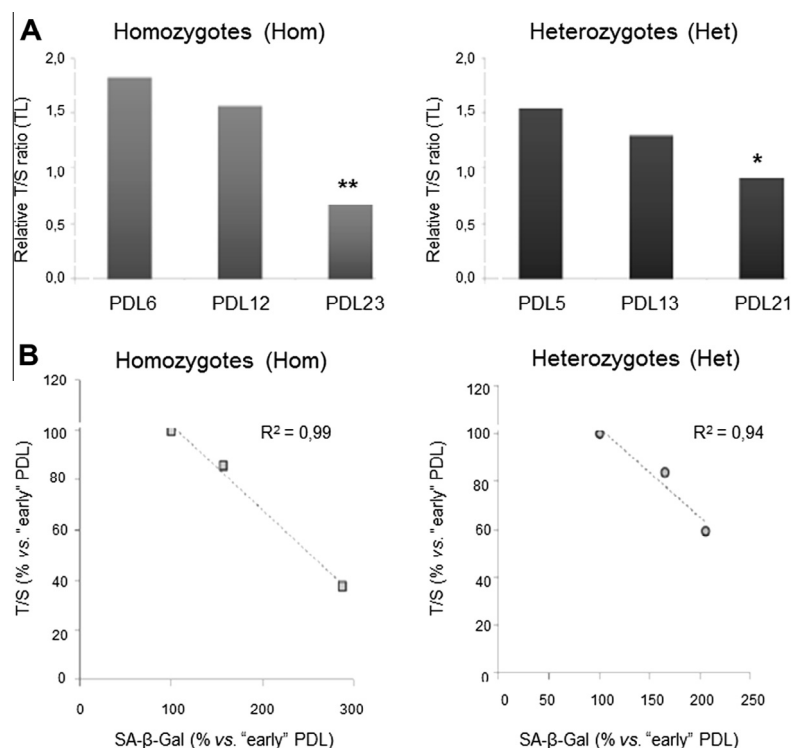 A
Homozygotes (Hom)
Relative T/S ratio (TL)
2,0
1,5
1,0
0,5
0,0
**
PDL6 PDL12 PDL23
Heterozygotes (Het)
Relative T/S ratio (TL)
2,0
1,5
1,0
0,5
0,0
*
PDL5 PDL13 PDL21
B
Homozygotes (Hom)
T/S (% vs. "early" PDL)
120
100
80
60
40
20
0
R² = 0,99
0 100 200 300
SA-β-Gal (% vs. "early" PDL)
Heterozygotes (Het)
T/S (% vs. "early" PDL)
120
100
80
60
40
20
0
R² = 0,94
0 50 100 150 200 250
SA-β-Gal (% vs. "early" PDL)